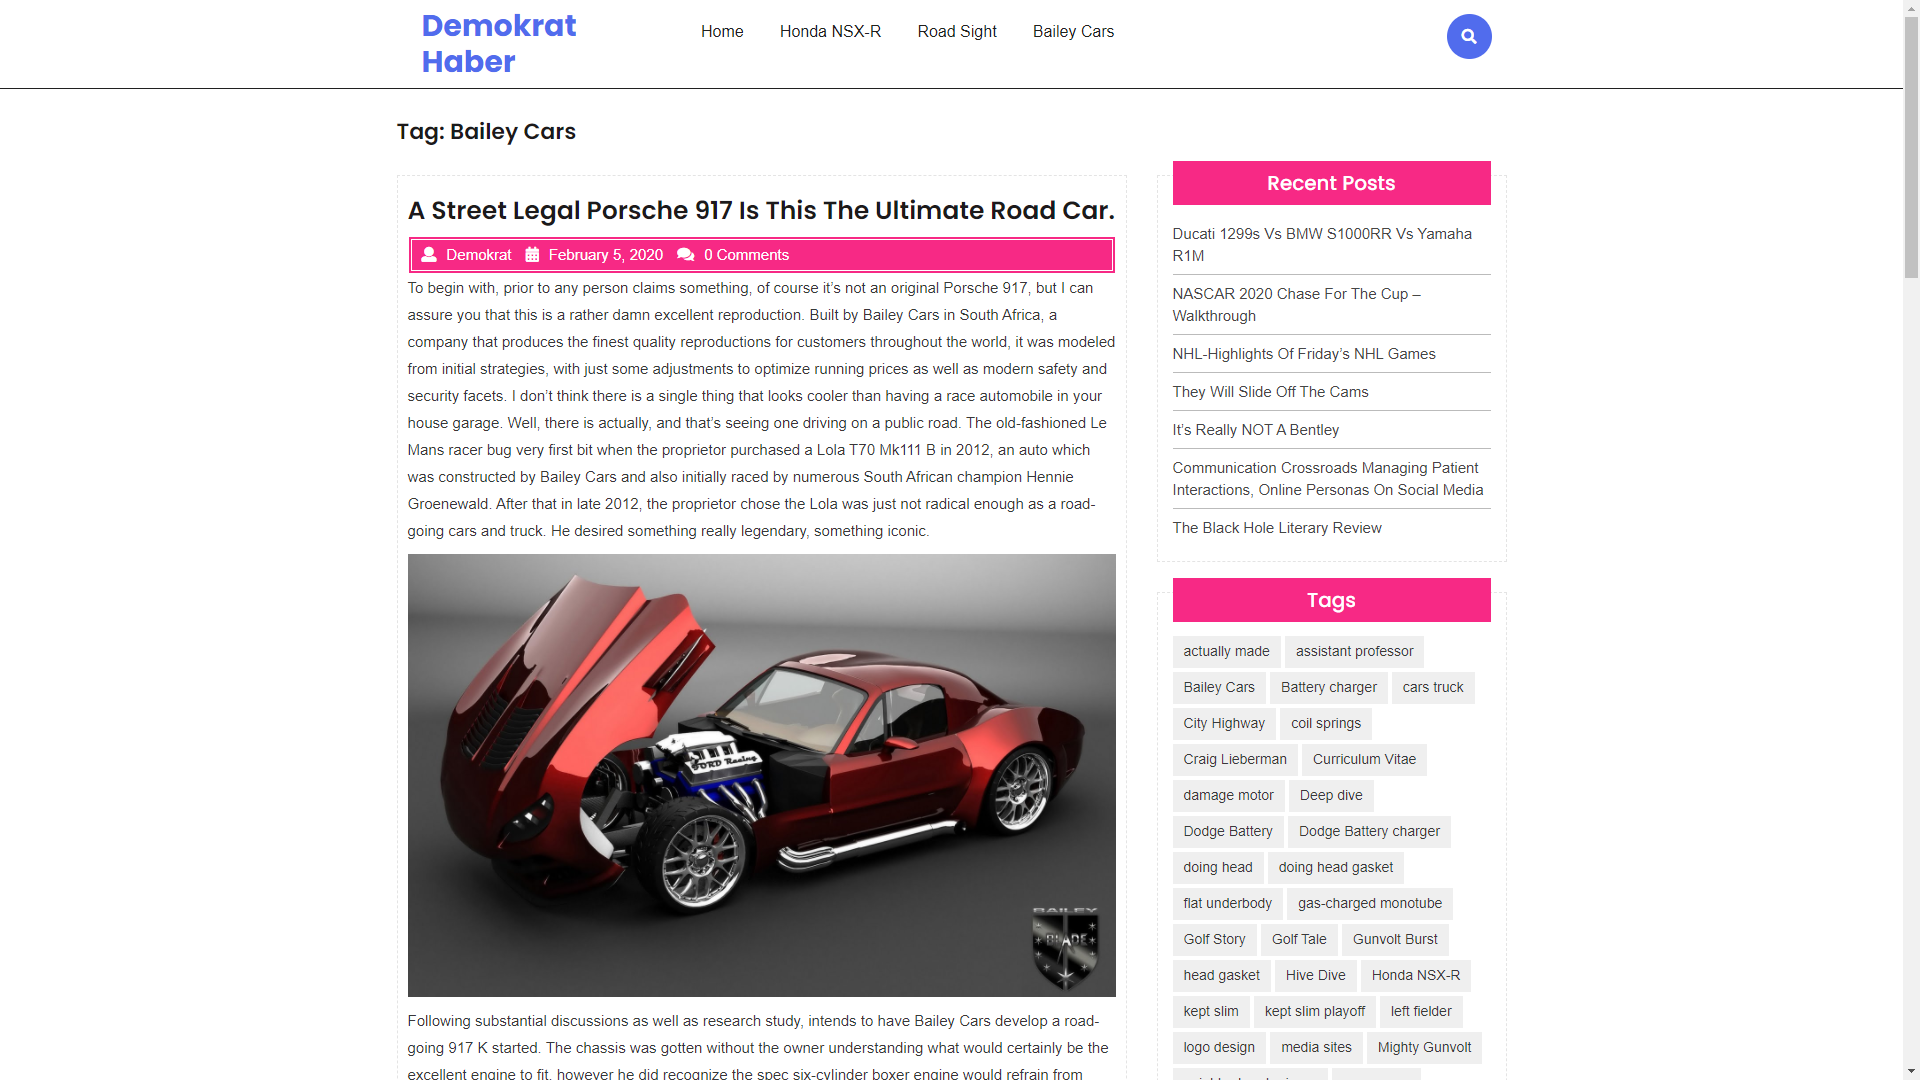 Demokrat
Haber
Home
Honda NSX-R
Road Sight
Bailey Cars
Tag: Bailey Cars
A Street Legal Porsche 917 Is This The Ultimate Road Car.
Demokrat February 5, 2020 0 Comments
To begin with, prior to any person claims something, of course it’s not an original Porsche 917, but I can
assure you that this is a rather damn excellent reproduction. Built by Bailey Cars in South Africa, a
company that produces the finest quality reproductions for customers throughout the world, it was modeled
from initial strategies, with just some adjustments to optimize running prices as well as modern safety and
security facets. I don’t think there is a single thing that looks cooler than having a race automobile in your
house garage. Well, there is actually, and that’s seeing one driving on a public road. The old-fashioned Le
Mans racer bug very first bit when the proprietor purchased a Lola T70 Mk111 B in 2012, an auto which
was constructed by Bailey Cars and also initially raced by numerous South African champion Hennie
Groenewald. After that in late 2012, the proprietor chose the Lola was just not radical enough as a road-
going cars and truck. He desired something really legendary, something iconic.
FORD Racing
BAILEY
BLADE
Following substantial discussions as well as research study, intends to have Bailey Cars develop a road-
going 917 K started. The chassis was gotten without the owner understanding what would certainly be the
excellent engine to fit, however he did recognize the spec six-cylinder boxer engine would refrain from
Recent Posts
Ducati 1299s Vs BMW S1000RR Vs Yamaha
R1M
NASCAR 2020 Chase For The Cup –
Walkthrough
NHL-Highlights Of Friday’s NHL Games
They Will Slide Off The Cams
It’s Really NOT A Bentley
Communication Crossroads Managing Patient
Interactions, Online Personas On Social Media
The Black Hole Literary Review
Tags
actually made
assistant professor
Bailey Cars
Battery charger
cars truck
City Highway
coil springs
Craig Lieberman
Curriculum Vitae
damage motor
Deep dive
Dodge Battery
Dodge Battery charger
doing head
doing head gasket
flat underbody
gas-charged monotube
Golf Story
Golf Tale
Gunvolt Burst
head gasket
Hive Dive
Honda NSX-R
kept slim
kept slim playoff
left fielder
logo design
media sites
Mighty Gunvolt